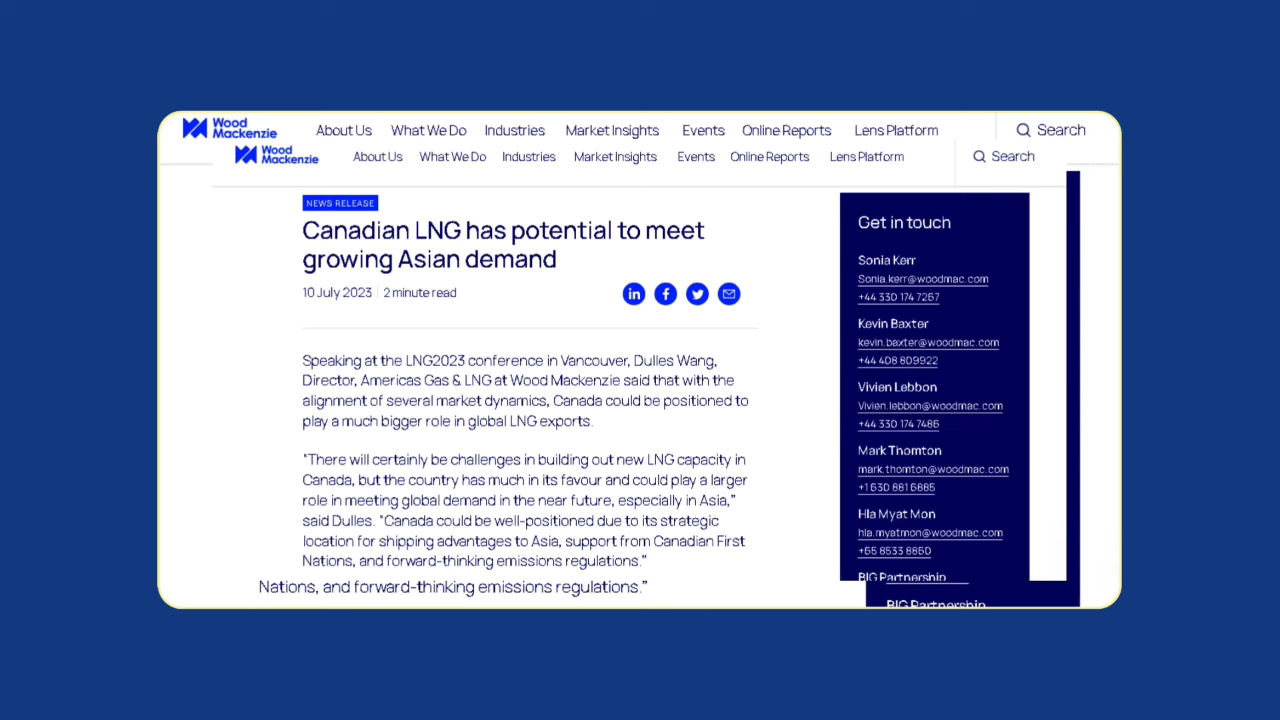 Wood
Mackenzie
About Us What We Do Industries Market Insights Events Online Reports Lens Platform Search
Wood
Mackenzie
About Us What We Do Industries Market Insights Events Online Reports Lens Platform Search
NEWS RELEASE
Canadian LNG has potential to meet
growing Asian demand
10 July 2023 2 minute read
Speaking at the LNG2023 conference in Vancouver, Dulles Wang,
Director, Americas Gas & LNG at Wood Mackenzie said that with the
alignment of several market dynamics, Canada could be positioned to
play a much bigger role in global LNG exports.
“There will certainly be challenges in building out new LNG capacity in
Canada, but the country has much in its favour and could play a larger
role in meeting global demand in the near future, especially in Asia,”
said Dulles. “Canada could be well-positioned due to its strategic
location for shipping advantages to Asia, support from Canadian First
Nations, and forward-thinking emissions regulations.”
Nations, and forward-thinking emissions regulations.”
Get in touch
Sonia Kerr
Sonia.kerr@woodmac.com
+44 330 174 7267
Kevin Baxter
kevin.baxter@woodmac.com
+44 408 809922
Vivien Lebbon
Vivien.lebbon@woodmac.com
+44 330 174 7486
Mark Thomton
mark.thomton@woodmac.com
+1 630 881 6885
Hla Myat Mon
hla.myatmon@woodmac.com
+65 8533 8860
BIG Partnership
BIG Partnership